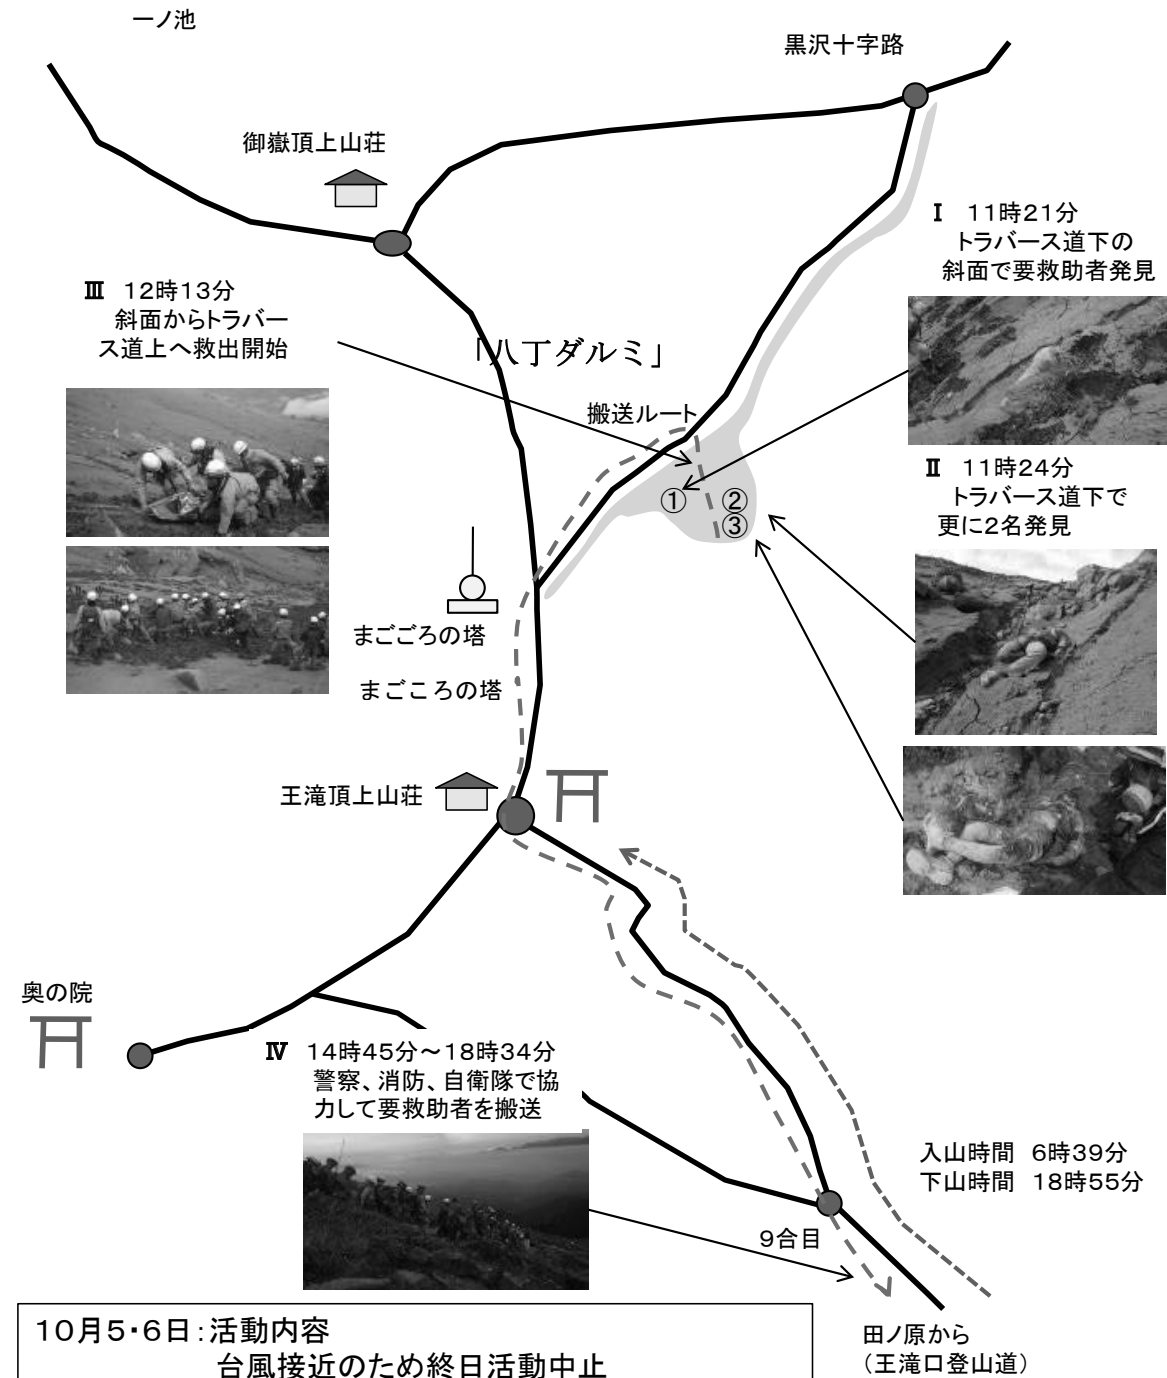 一ノ池
黒沢十字路
御嶽頂上山荘
Ⅰ 11時21分
トラバース道下の
斜面で要救助者発見
Ⅲ 12時13分
斜面からトラバー
ス道上へ救出開始
「八丁ダルミ」
搬送ルート
Ⅱ 11時24分
トラバース道下で
更に2名発見
① ②
③
まごごろの塔
まごころの塔
王滝頂上山荘
奥の院
Ⅳ 14時45分～18時34分
警察、消防、自衛隊で協
力して要救助者を搬送
入山時間 6時39分
下山時間 18時55分
9合目
田ノ原から
（王滝口登山道）
10月5・6日：活動内容
台風接近のため終日活動中止